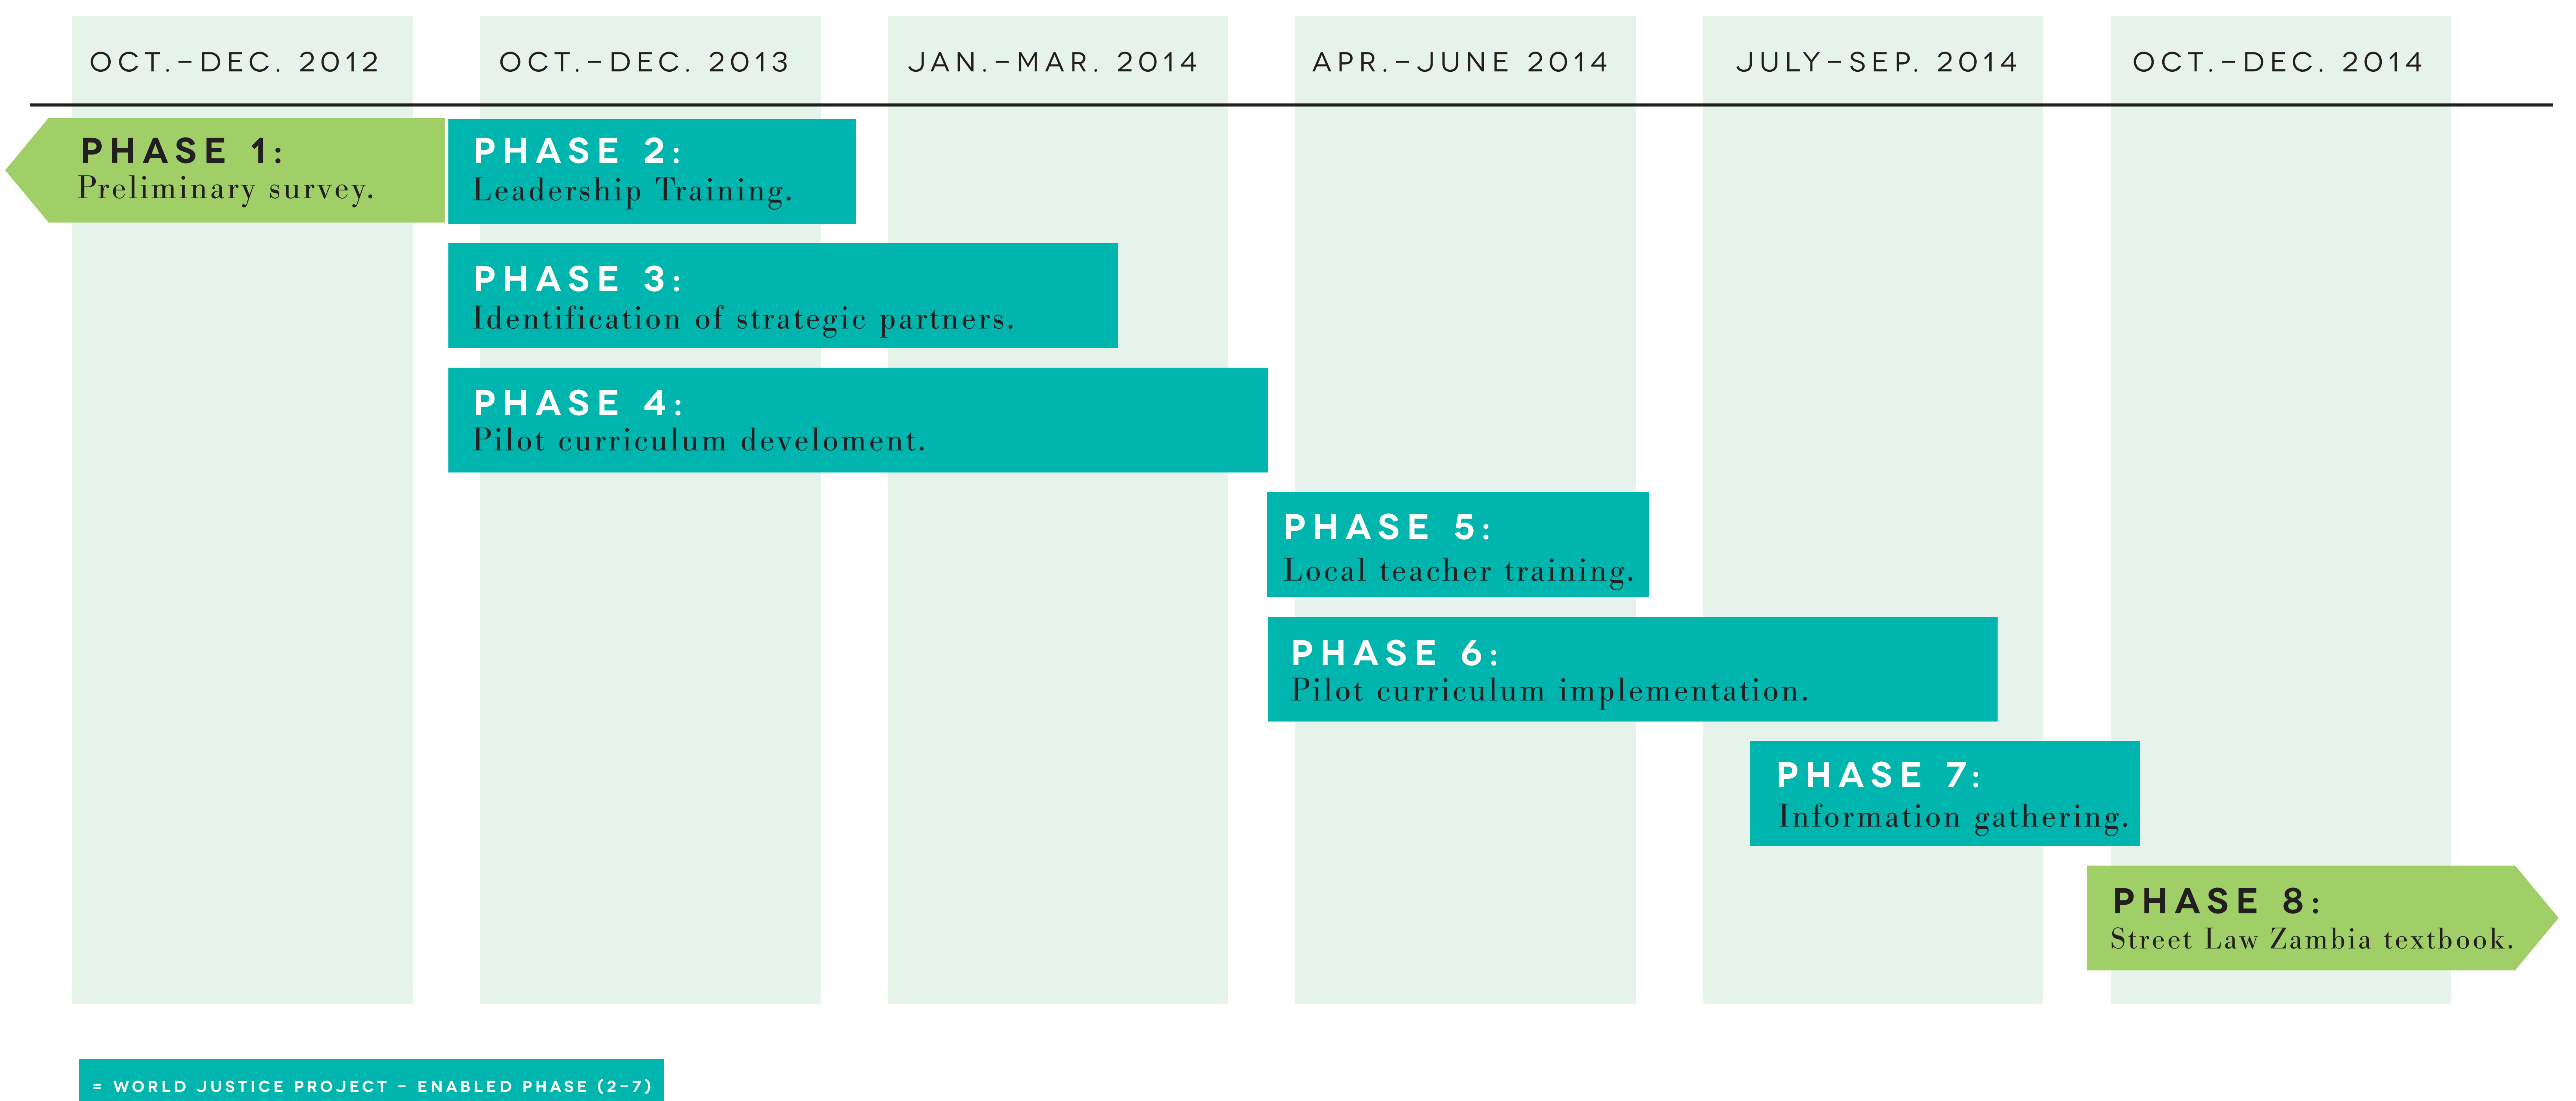 OCT.–DEC. 2012
OCT.–DEC. 2013
JAN.–MAR. 2014
APR.–JUNE 2014
JULY–SEP. 2014
OCT.–DEC. 2014
PHASE 1:
Preliminary survey.
PHASE 2:
Leadership Training.
PHASE 3:
Identification of strategic partners.
PHASE 4:
Pilot curriculum develoment.
PHASE 5:
Local teacher training.
PHASE 6:
Pilot curriculum implementation.
PHASE 7:
Information gathering.
PHASE 8:
Street Law Zambia textbook.
= WORLD JUSTICE PROJECT – ENABLED PHASE (2–7)